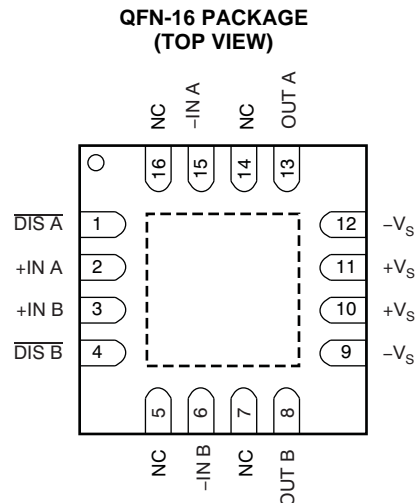 QFN-16 PACKAGE
(TOP VIEW)
NC
−IN A
NC
OUT A
16
15
14
13
DIS A
1
12
−VS
+IN A
2
11
+VS
+IN B
3
10
+VS
DIS B
4
9
−VS
5
6
7
8
NC
−IN B
NC
OUT B